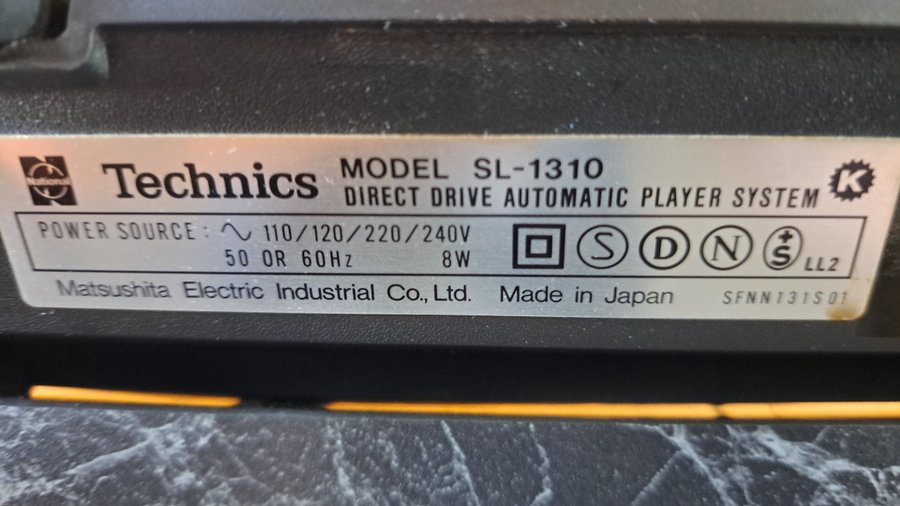 National Technics MODEL SL-1310 K
DIRECT DRIVE AUTOMATIC PLAYER SYSTEM
POWER SOURCE: ∿ 110/120/220/240V
50 OR 60Hz 8W S D N +S LL2
Matsushita Electric Industrial Co., Ltd. Made in Japan SFNN131S01